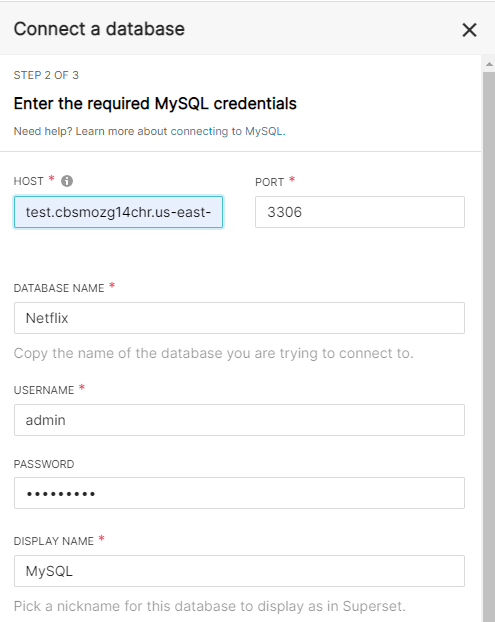 Connect a database
STEP 2 OF 3
Enter the required MySQL credentials
Need help? Learn more about connecting to MySQL.
HOST * PORT *
test.cbsmozg14chr.us-east- 3306
DATABASE NAME *
Netflix
Copy the name of the database you are trying to connect to.
USERNAME *
admin
PASSWORD
•••••••••
DISPLAY NAME *
MySQL
Pick a nickname for this database to display as in Superset.